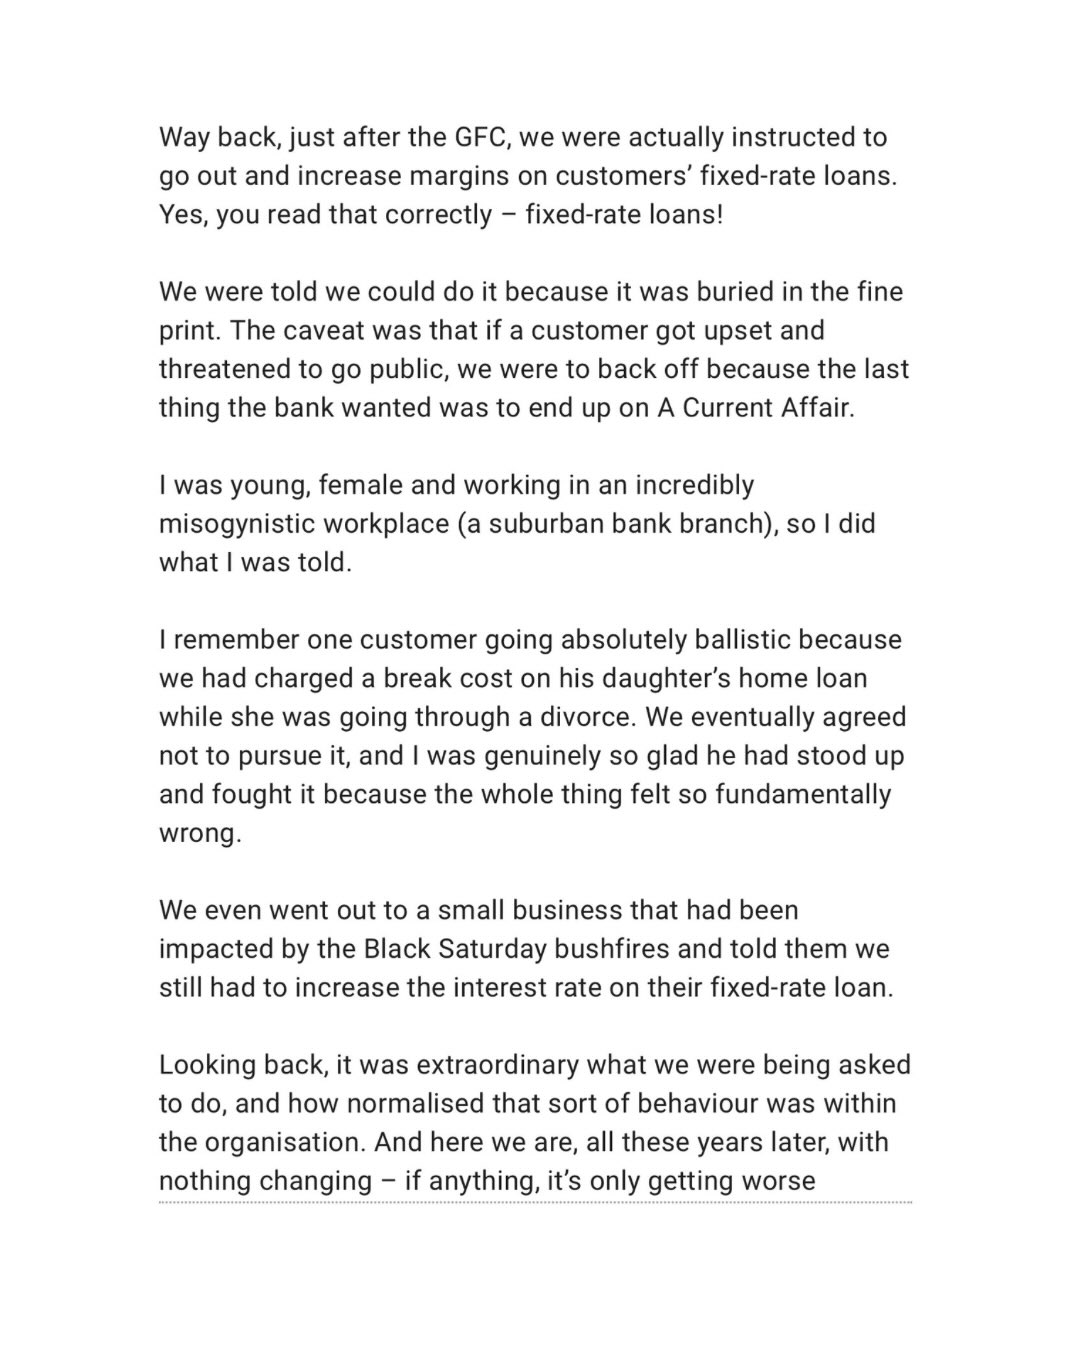 Way back, just after the GFC, we were actually instructed to
go out and increase margins on customers’ fixed-rate loans.
Yes, you read that correctly – fixed-rate loans!
We were told we could do it because it was buried in the fine
print. The caveat was that if a customer got upset and
threatened to go public, we were to back off because the last
thing the bank wanted was to end up on A Current Affair.
I was young, female and working in an incredibly
misogynistic workplace (a suburban bank branch), so I did
what I was told.
I remember one customer going absolutely ballistic because
we had charged a break cost on his daughter’s home loan
while she was going through a divorce. We eventually agreed
not to pursue it, and I was genuinely so glad he had stood up
and fought it because the whole thing felt so fundamentally
wrong.
We even went out to a small business that had been
impacted by the Black Saturday bushfires and told them we
still had to increase the interest rate on their fixed-rate loan.
Looking back, it was extraordinary what we were being asked
to do, and how normalised that sort of behaviour was within
the organisation. And here we are, all these years later, with
nothing changing – if anything, it’s only getting worse